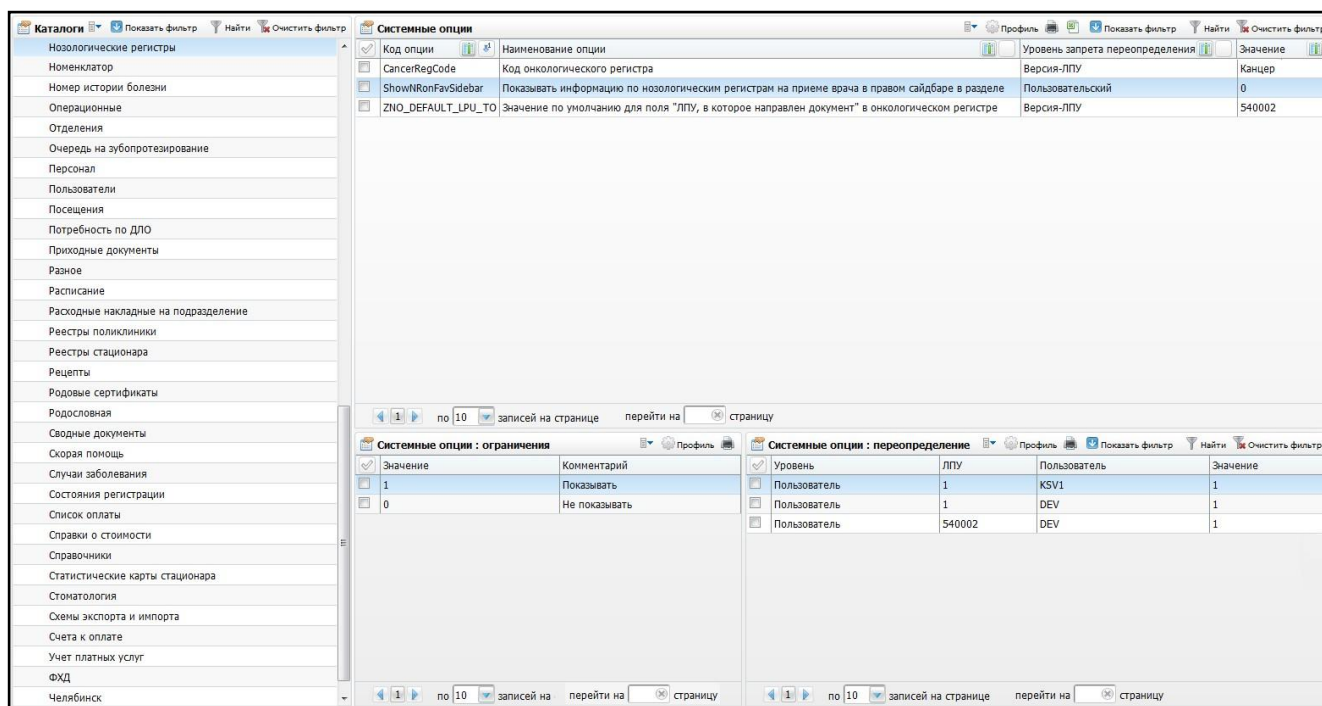 Каталоги Показать фильтр Найти Очистить фильтр
Нозологические регистры
Номенклатор
Номер истории болезни
Операционные
Отделения
Очередь на зубопротезирование
Персонал
Пользователи
Посещения
Потребность по ДЛО
Приходные документы
Разное
Расписание
Расходные накладные на подразделение
Реестры поликлиники
Реестры стационара
Рецепты
Родовые сертификаты
Родословная
Сводные документы
Скорая помощь
Случаи заболевания
Состояния регистрации
Список оплаты
Справки о стоимости
Справочники
Статистические карты стационара
Стоматология
Схемы экспорта и импорта
Счета к оплате
Учет платных услуг
ФХД
Челябинск
Системные опции Профиль Показать фильтр Найти Очистить фильтр
Код опции Наименование опции Уровень запрета переопределения Значение
CancerRegCode Код онкологического регистра Версия-ЛПУ Канцер
ShowNRonFavSidebar Показывать информацию по нозологическим регистрам на приеме врача в правом сайдбаре в разделе Пользовательский 0
ZNO_DEFAULT_LPU_TO Значение по умолчанию для поля "ЛПУ, в которое направлен документ" в онкологическом регистре Версия-ЛПУ 540002
1 по 10 записей на странице перейти на страницу
Системные опции : ограничения Профиль
Значение Комментарий
1 Показывать
0 Не показывать
1 по 10 записей на перейти на страницу
Системные опции : переопределение Профиль Показать фильтр Найти Очистить фильтр
Уровень ЛПУ Пользователь Значение
Пользователь 1 KSV1 1
Пользователь 1 DEV 1
Пользователь 540002 DEV 1
1 по 10 записей на странице перейти на страницу